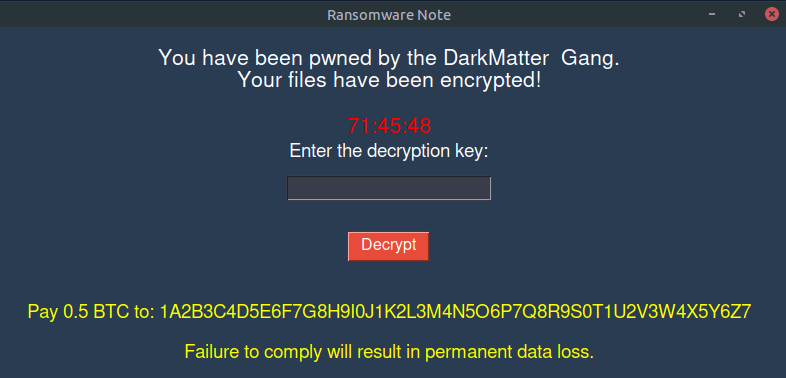 Ransomware Note
You have been pwned by the DarkMatter  Gang.
Your files have been encrypted!
71:45:48
Enter the decryption key:
Decrypt
Pay 0.5 BTC to: 1A2B3C4D5E6F7G8H9I0J1K2L3M4N5O6P7Q8R9S0T1U2V3W4X5Y6Z7
Failure to comply will result in permanent data loss.